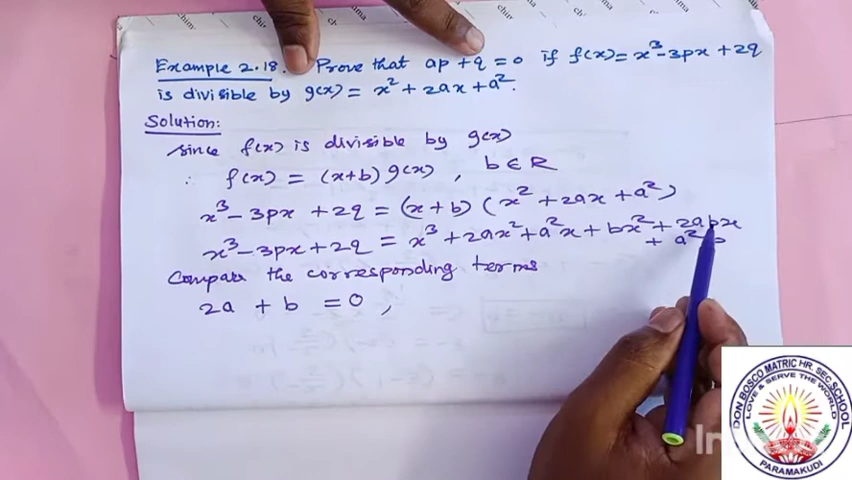 Example 2.18. Prove that ap + q = 0 if f(x) = x³ - 3px + 2q
is divisible by g(x) = x² + 2ax + a².
Solution:
since f(x) is divisible by g(x)
∴ f(x) = (x+b) g(x), b ∈ R
x³ - 3px + 2q = (x + b) (x² + 2ax + a²)
x³ - 3px + 2q = x³ + 2ax² + a²x + bx² + 2abx
+ a²
Compare the corresponding terms
2a + b = 0 ,
DON BOSCO MATRIC HR. SEC SCHOOL
LOVE & SERVE THE WORLD
PARAMAKUDI